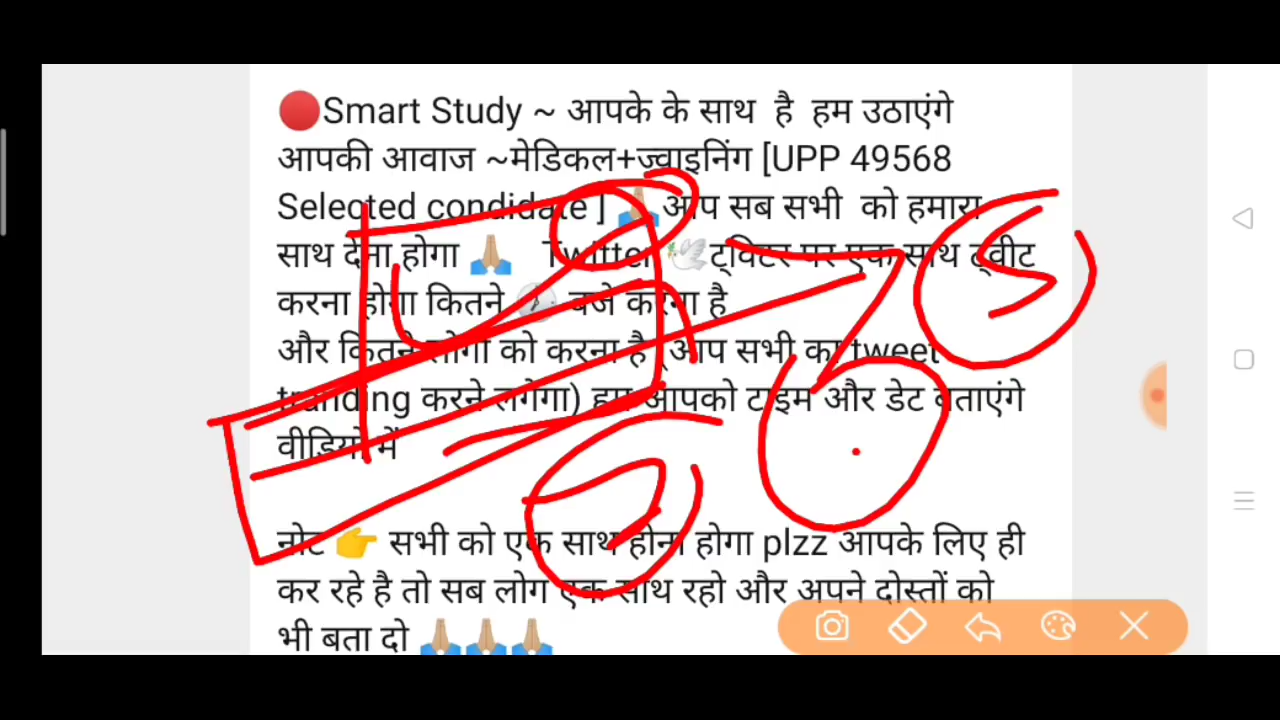 🔴Smart Study ~ आपके के साथ है हम उठाएंगे
आपकी आवाज ~मेडिकल+ज्वाइनिंग [UPP 49568
Selected condidate ] 🙏🏼आप सब सभी को हमारा
साथ देना होगा 🙏🏼 Twitter 🕊ट्विटर पर एक साथ ट्वीट
करना होगा कितने 🕗 बजे करना है
और कितने लोगों को करना है (आप सभी का tweet
tranding करने लगेगा) हम आपको टाइम और डेट बताएंगे
वीडियो में
नोट 👉 सभी को एक साथ होना होगा plzz आपके लिए ही
कर रहे है तो सब लोग एक साथ रहो और अपने दोस्तों को
भी बता दो 🙏🏼🙏🏼🙏🏼